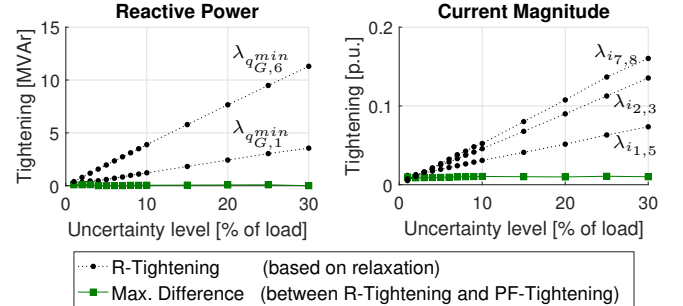 Reactive Power
Tightening [MVAr]
15
10
5
0
λ_{q_{G,6}^{min}}
λ_{q_{G,1}^{min}}
0 10 20 30
Uncertainty level [% of load]
Current Magnitude
Tightening [p.u.]
0.2
0.1
0
λ_{i_{7,8}}
λ_{i_{2,3}}
λ_{i_{1,5}}
0 10 20 30
Uncertainty level [% of load]
R-Tightening (based on relaxation)
Max. Difference (between R-Tightening and PF-Tightening)